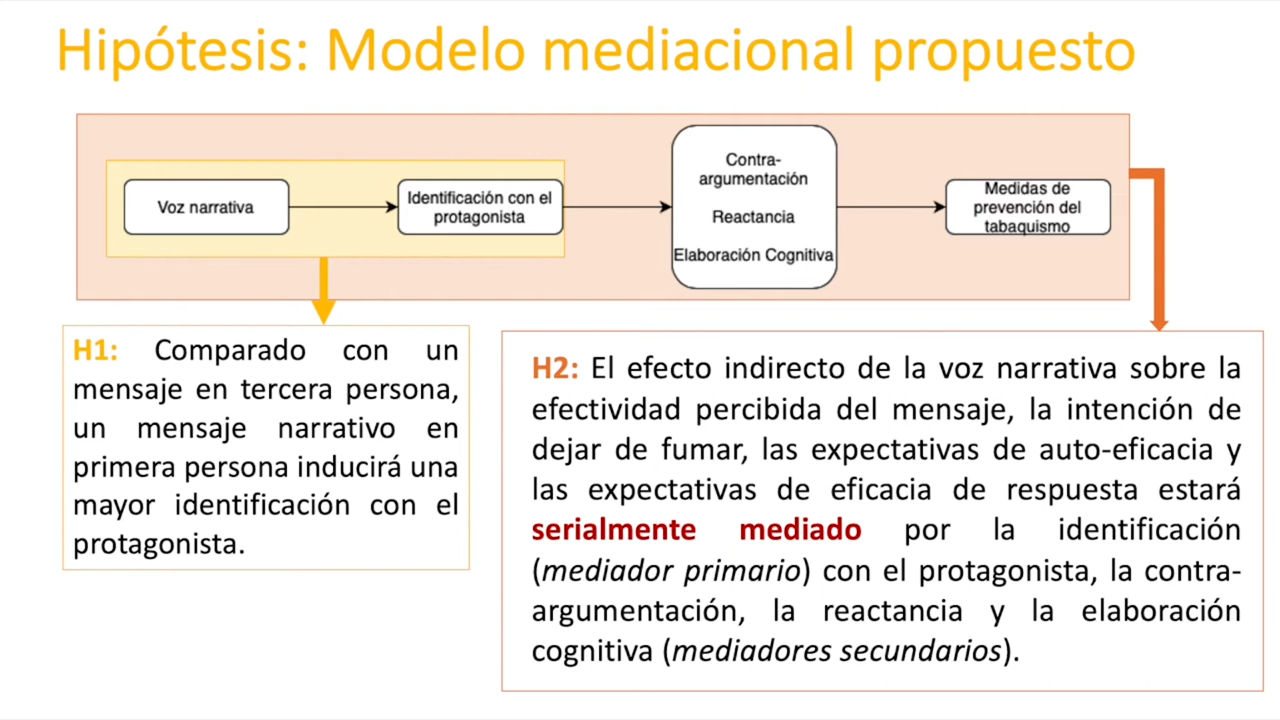 Hipótesis: Modelo mediacional propuesto
Voz narrativa
Identificación con el
protagonista
Contra-
argumentación
Reactancia
Elaboración Cognitiva
Medidas de
prevención del
tabaquismo
H1: Comparado con un
mensaje en tercera persona,
un mensaje narrativo en
primera persona inducirá una
mayor identificación con el
protagonista.
H2: El efecto indirecto de la voz narrativa sobre la
efectividad percibida del mensaje, la intención de
dejar de fumar, las expectativas de auto-eficacia y
las expectativas de eficacia de respuesta estará
serialmente mediado por la identificación
(mediador primario) con el protagonista, la contra-
argumentación, la reactancia y la elaboración
cognitiva (mediadores secundarios).